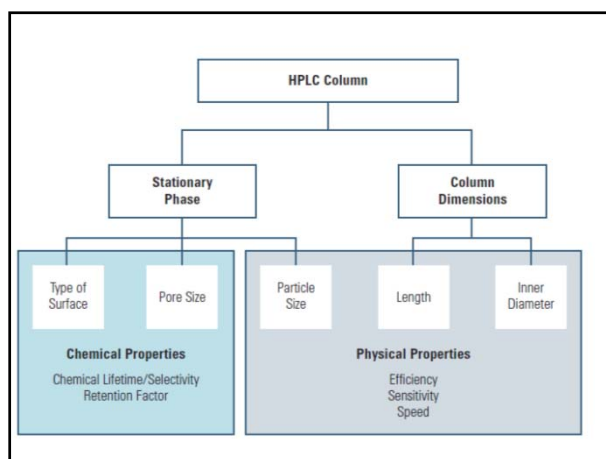 HPLC Column
Stationary
Phase
Column
Dimensions
Type of
Surface
Pore Size
Particle
Size
Length
Inner
Diameter
Chemical Properties
Chemical Lifetime/Selectivity
Retention Factor
Physical Properties
Efficiency
Sensitivity
Speed